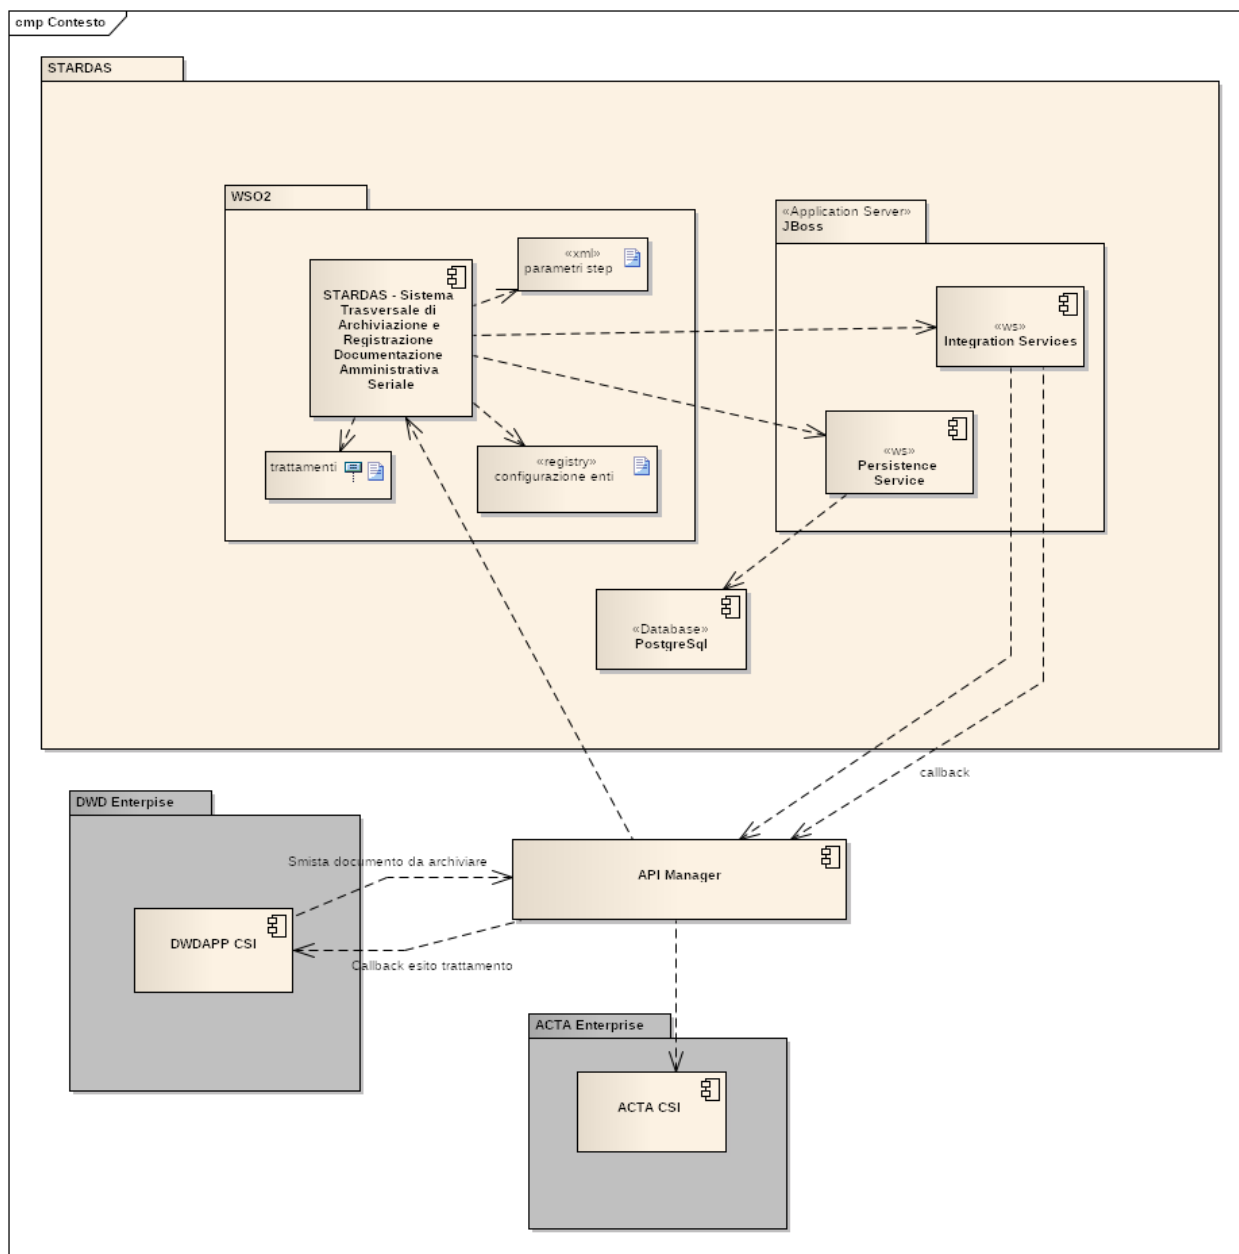 cmp Contesto
STARDAS
WSO2
«Application Server»
JBoss
«xml»
parametri step
STARDAS - Sistema
Trasversale di
Archiviazione e
Registrazione
Documentazione
Amministrativa
Seriale
«ws»
Integration Services
trattamenti
«registry»
configurazione enti
«ws»
Persistence
Service
«Database»
PostgreSql
callback
DWD Enterpise
Smista documento da archiviare
API Manager
DWDAPP CSI
Callback esito trattamento
ACTA Enterprise
ACTA CSI